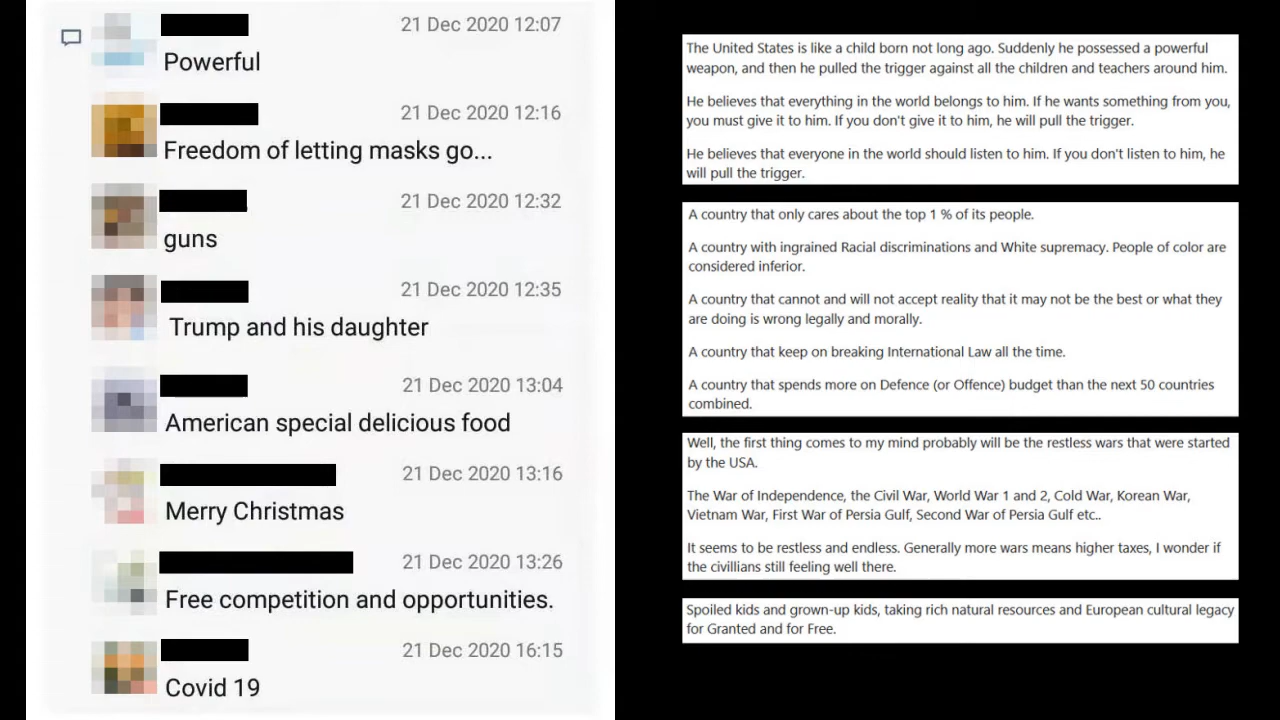 21 Dec 2020 12:07
Powerful
21 Dec 2020 12:16
Freedom of letting masks go...
21 Dec 2020 12:32
guns
21 Dec 2020 12:35
Trump and his daughter
21 Dec 2020 13:04
American special delicious food
21 Dec 2020 13:16
Merry Christmas
21 Dec 2020 13:26
Free competition and opportunities.
21 Dec 2020 16:15
Covid 19
The United States is like a child born not long ago. Suddenly he possessed a powerful
weapon, and then he pulled the trigger against all the children and teachers around him.
He believes that everything in the world belongs to him. If he wants something from you,
you must give it to him. If you don't give it to him, he will pull the trigger.
He believes that everyone in the world should listen to him. If you don't listen to him, he
will pull the trigger.
A country that only cares about the top 1 % of its people.
A country with ingrained Racial discriminations and White supremacy. People of color are
considered inferior.
A country that cannot and will not accept reality that it may not be the best or what they
are doing is wrong legally and morally.
A country that keep on breaking International Law all the time.
A country that spends more on Defence (or Offence) budget than the next 50 countries
combined.
Well, the first thing comes to my mind probably will be the restless wars that were started
by the USA.
The War of Independence, the Civil War, World War 1 and 2, Cold War, Korean War,
Vietnam War, First War of Persia Gulf, Second War of Persia Gulf etc..
It seems to be restless and endless. Generally more wars means higher taxes, I wonder if
the civillians still feeling well there.
Spoiled kids and grown-up kids, taking rich natural resources and European cultural legacy
for Granted and for Free.